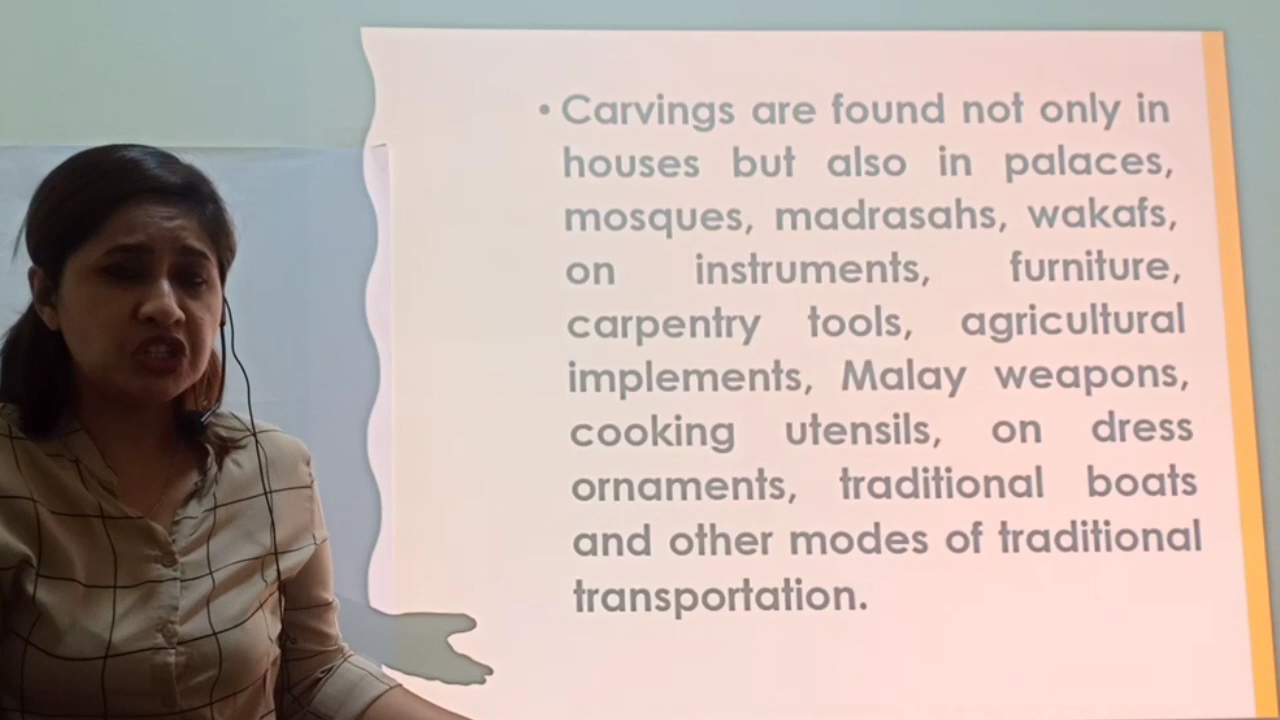 • Carvings are found not only in
houses but also in palaces,
mosques, madrasahs, wakafs,
on instruments, furniture,
carpentry tools, agricultural
implements, Malay weapons,
cooking utensils, on dress
ornaments, traditional boats
and other modes of traditional
transportation.